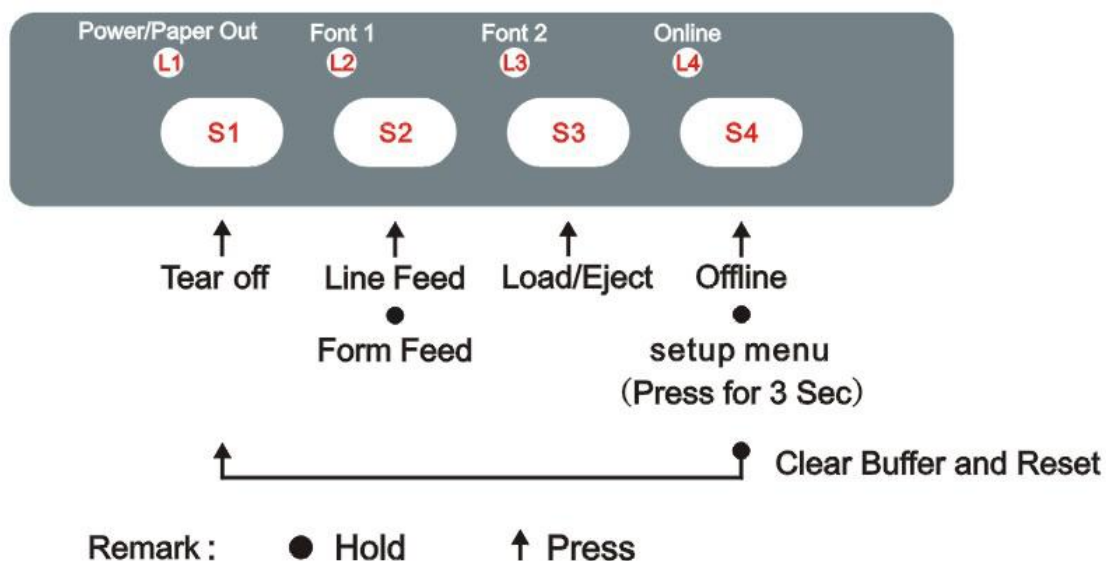 Power/Paper Out Font 1 Font 2 Online
L1 L2 L3 L4
S1 S2 S3 S4
Tear off Line Feed Load/Eject Offline
Form Feed setup menu
(Press for 3 Sec)
Clear Buffer and Reset
Remark: Hold Press